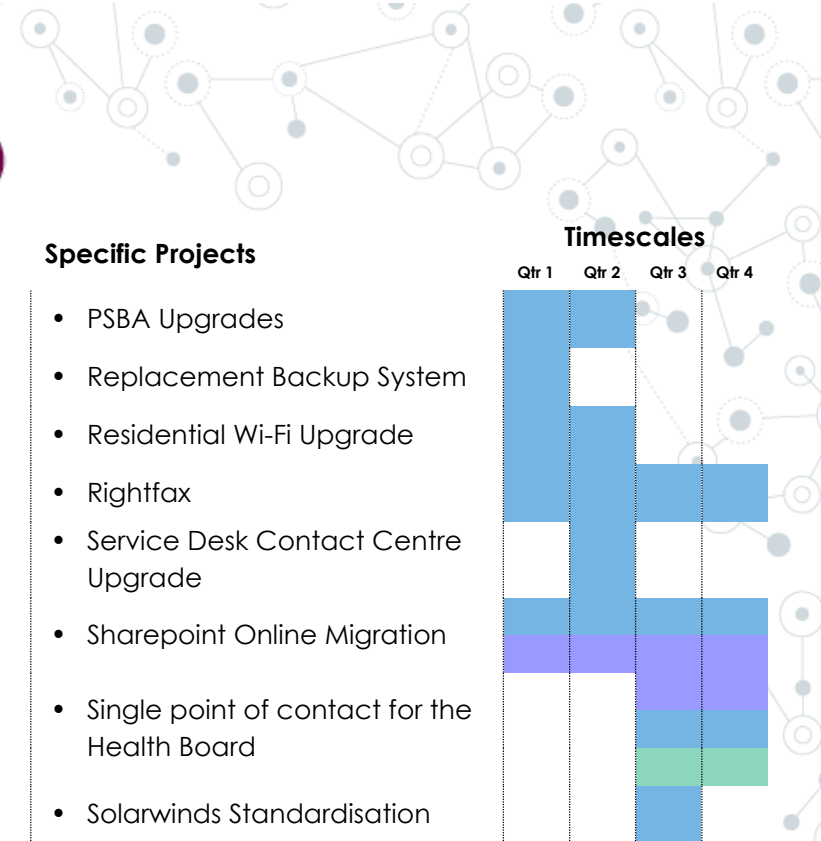 Specific Projects
Timescales
Qtr 1 Qtr 2 Qtr 3 Qtr 4
• PSBA Upgrades
• Replacement Backup System
• Residential Wi-Fi Upgrade
• Rightfax
• Service Desk Contact Centre
Upgrade
• Sharepoint Online Migration
• Single point of contact for the
Health Board
• Solarwinds Standardisation